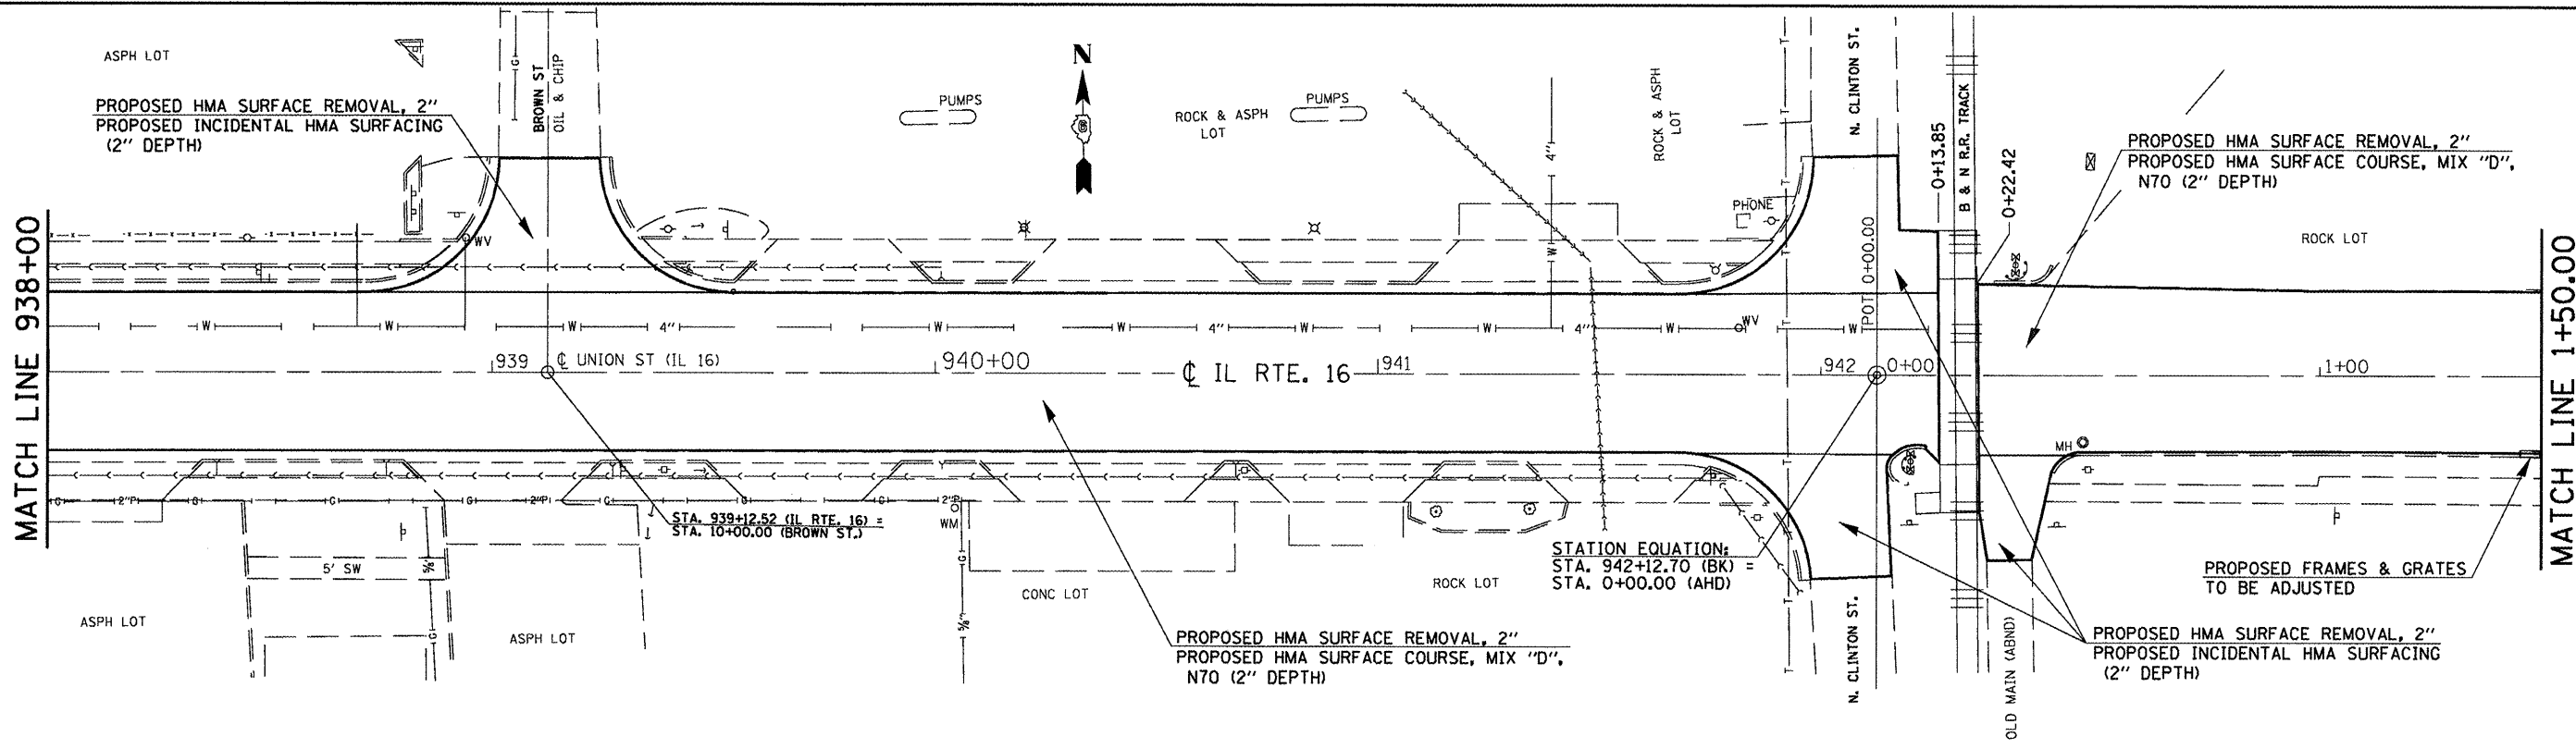 ASPH LOT
PROPOSED HMA SURFACE REMOVAL, 2"
PROPOSED INCIDENTAL HMA SURFACING
(2" DEPTH)
G
BROWN ST
OIL & CHIP
PUMPS
N
ROCK & ASPH
LOT
PUMPS
4"
W
ROCK & ASPH
LOT
PHONE
T
N. CLINTON ST.
POT 0+00.00
0+13.85
B & N R.R. TRACK
0+22.42
PROPOSED HMA SURFACE REMOVAL, 2"
PROPOSED HMA SURFACE COURSE, MIX "D",
N70 (2" DEPTH)
ROCK LOT
MATCH LINE 938+00
WV
W W W 4" W W 4" W W 4" W WV W
939 ℄ UNION ST (IL 16) 940+00 ℄ IL RTE. 16 941 942 0+00 1+00
MATCH LINE 1+50.00
MH
G 2"P G G G 2"P G G 2"P
WM
STA. 939+12.52 (IL RTE. 16) =
STA. 10+00.00 (BROWN ST.)
5' SW
5/8"
G
G
5/8"
ASPH LOT
ASPH LOT
CONC LOT
ROCK LOT
STATION EQUATION:
STA. 942+12.70 (BK) =
STA. 0+00.00 (AHD)
T
PROPOSED FRAMES & GRATES
TO BE ADJUSTED
PROPOSED HMA SURFACE REMOVAL, 2"
PROPOSED HMA SURFACE COURSE, MIX "D",
N70 (2" DEPTH)
N. CLINTON ST.
OLD MAIN (ABND)
PROPOSED HMA SURFACE REMOVAL, 2"
PROPOSED INCIDENTAL HMA SURFACING
(2" DEPTH)